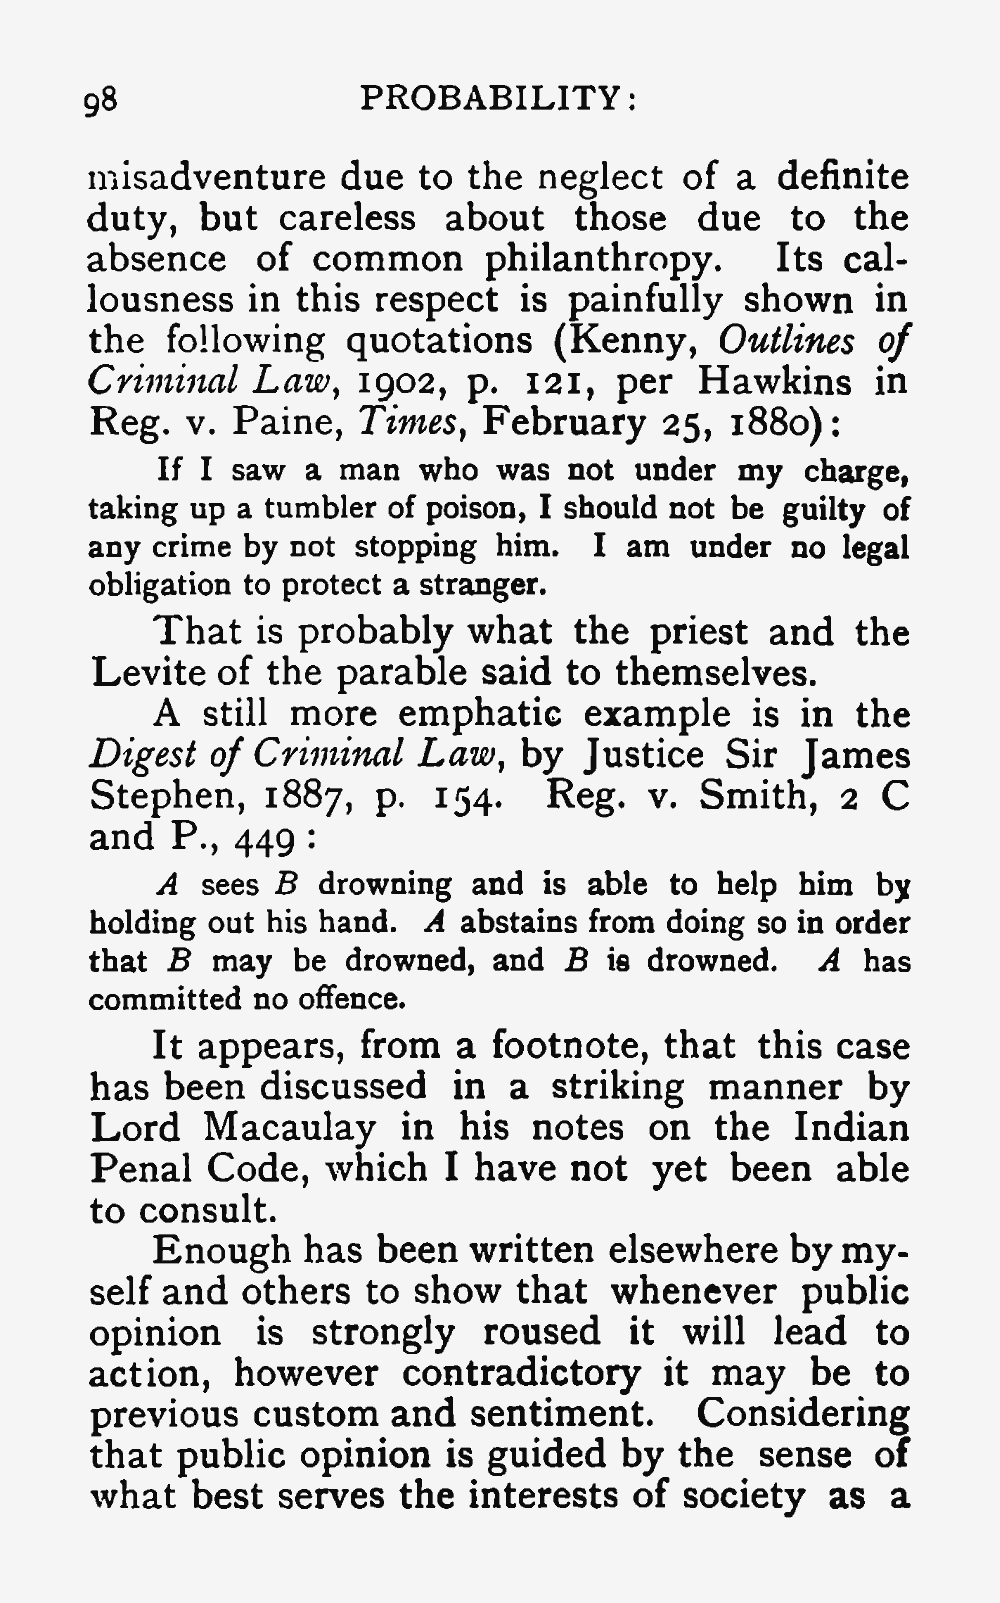 98 PROBABILITY:
misadventure due to the neglect of a definite
duty, but careless about those due to the
absence of common philanthropy. Its cal-
lousness in this respect is painfully shown in
the following quotations (Kenny, Outlines of
Criminal Law, 1902, p. 121, per Hawkins in
Reg. v. Paine, Times, February 25, 1880):
If I saw a man who was not under my charge,
taking up a tumbler of poison, I should not be guilty of
any crime by not stopping him. I am under no legal
obligation to protect a stranger.
That is probably what the priest and the
Levite of the parable said to themselves.
A still more emphatic example is in the
Digest of Criminal Law, by Justice Sir James
Stephen, 1887, p. 154. Reg. v. Smith, 2 C
and P., 449:
A sees B drowning and is able to help him by
holding out his hand. A abstains from doing so in order
that B may be drowned, and B is drowned. A has
committed no offence.
It appears, from a footnote, that this case
has been discussed in a striking manner by
Lord Macaulay in his notes on the Indian
Penal Code, which I have not yet been able
to consult.
Enough has been written elsewhere by my-
self and others to show that whenever public
opinion is strongly roused it will lead to
action, however contradictory it may be to
previous custom and sentiment. Considering
that public opinion is guided by the sense of
what best serves the interests of society as a